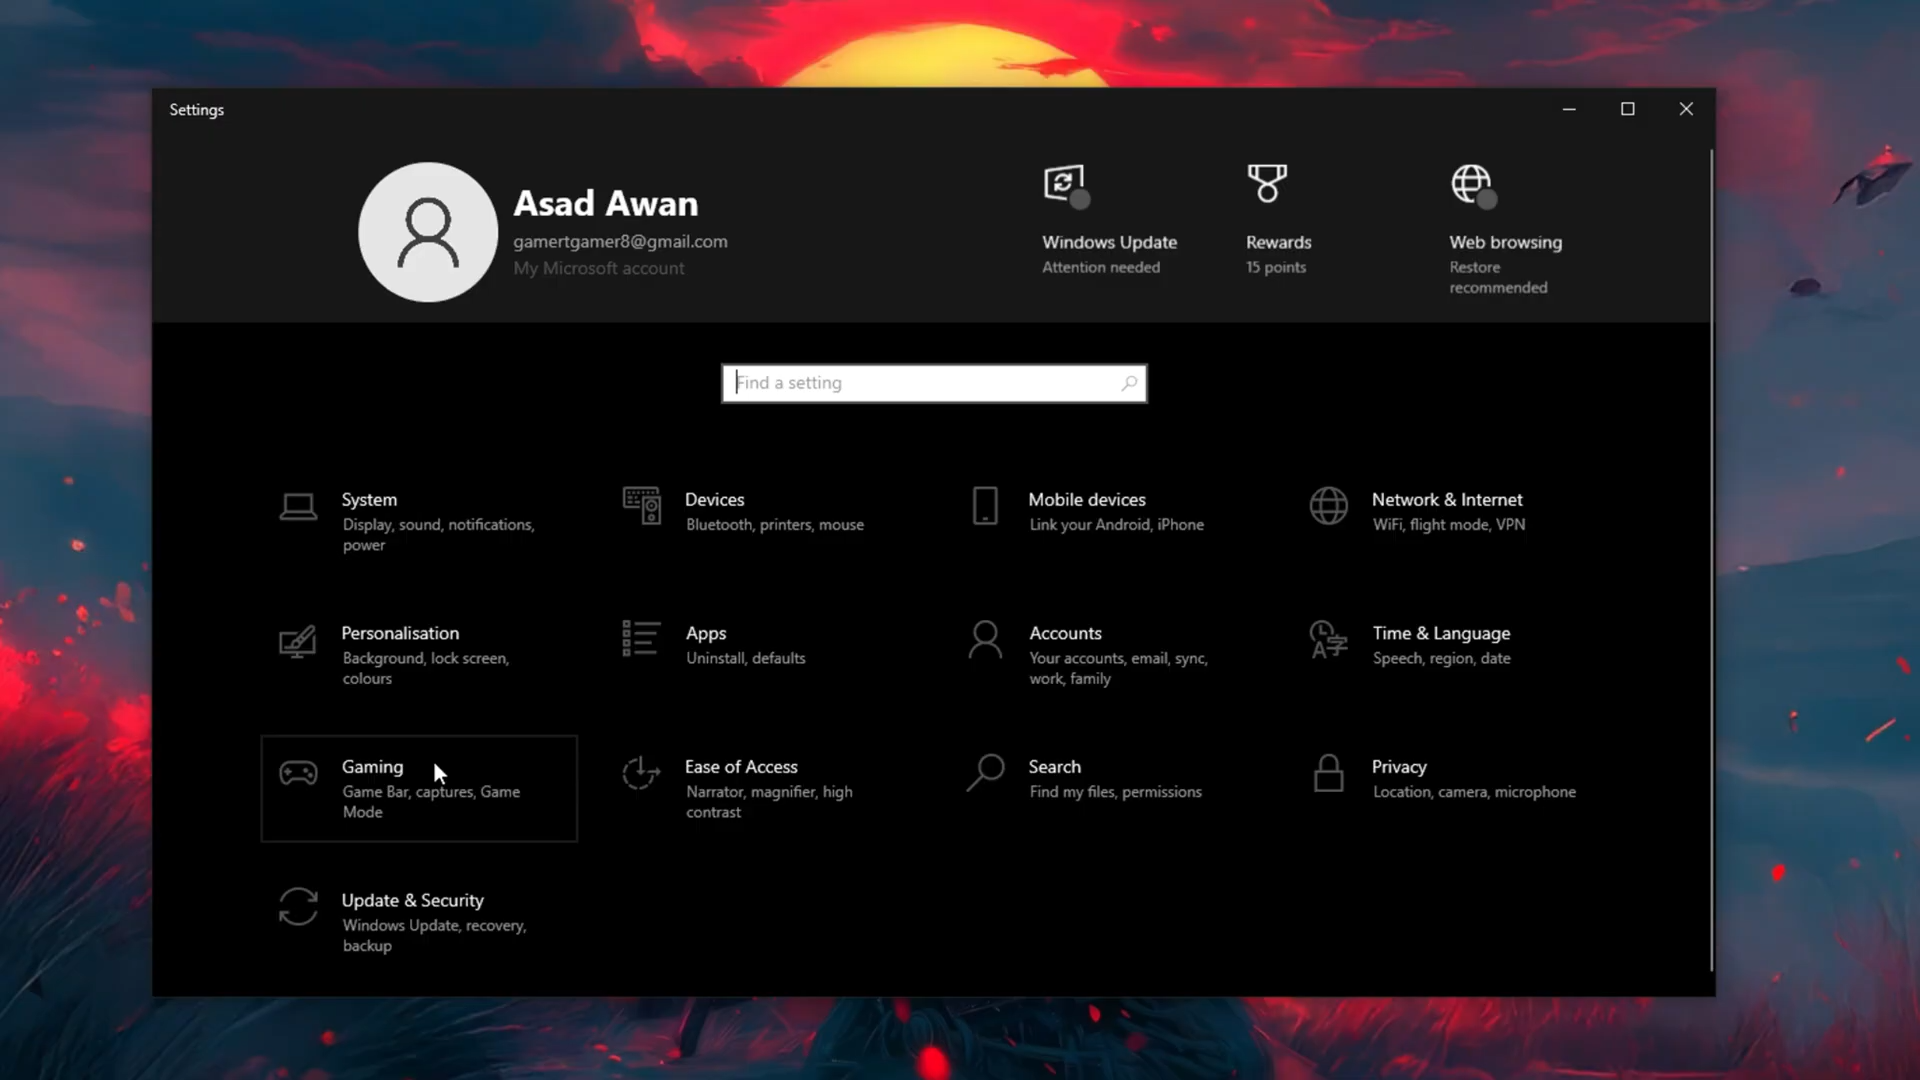 Settings
Asad Awan
gamertgamer8@gmail.com
My Microsoft account
Windows Update
Attention needed
Rewards
15 points
Web browsing
Restore
recommended
Find a setting
System
Display, sound, notifications,
power
Devices
Bluetooth, printers, mouse
Mobile devices
Link your Android, iPhone
Network & Internet
WiFi, flight mode, VPN
Personalisation
Background, lock screen,
colours
Apps
Uninstall, defaults
Accounts
Your accounts, email, sync,
work, family
Time & Language
Speech, region, date
Gaming
Game Bar, captures, Game
Mode
Ease of Access
Narrator, magnifier, high
contrast
Search
Find my files, permissions
Privacy
Location, camera, microphone
Update & Security
Windows Update, recovery,
backup